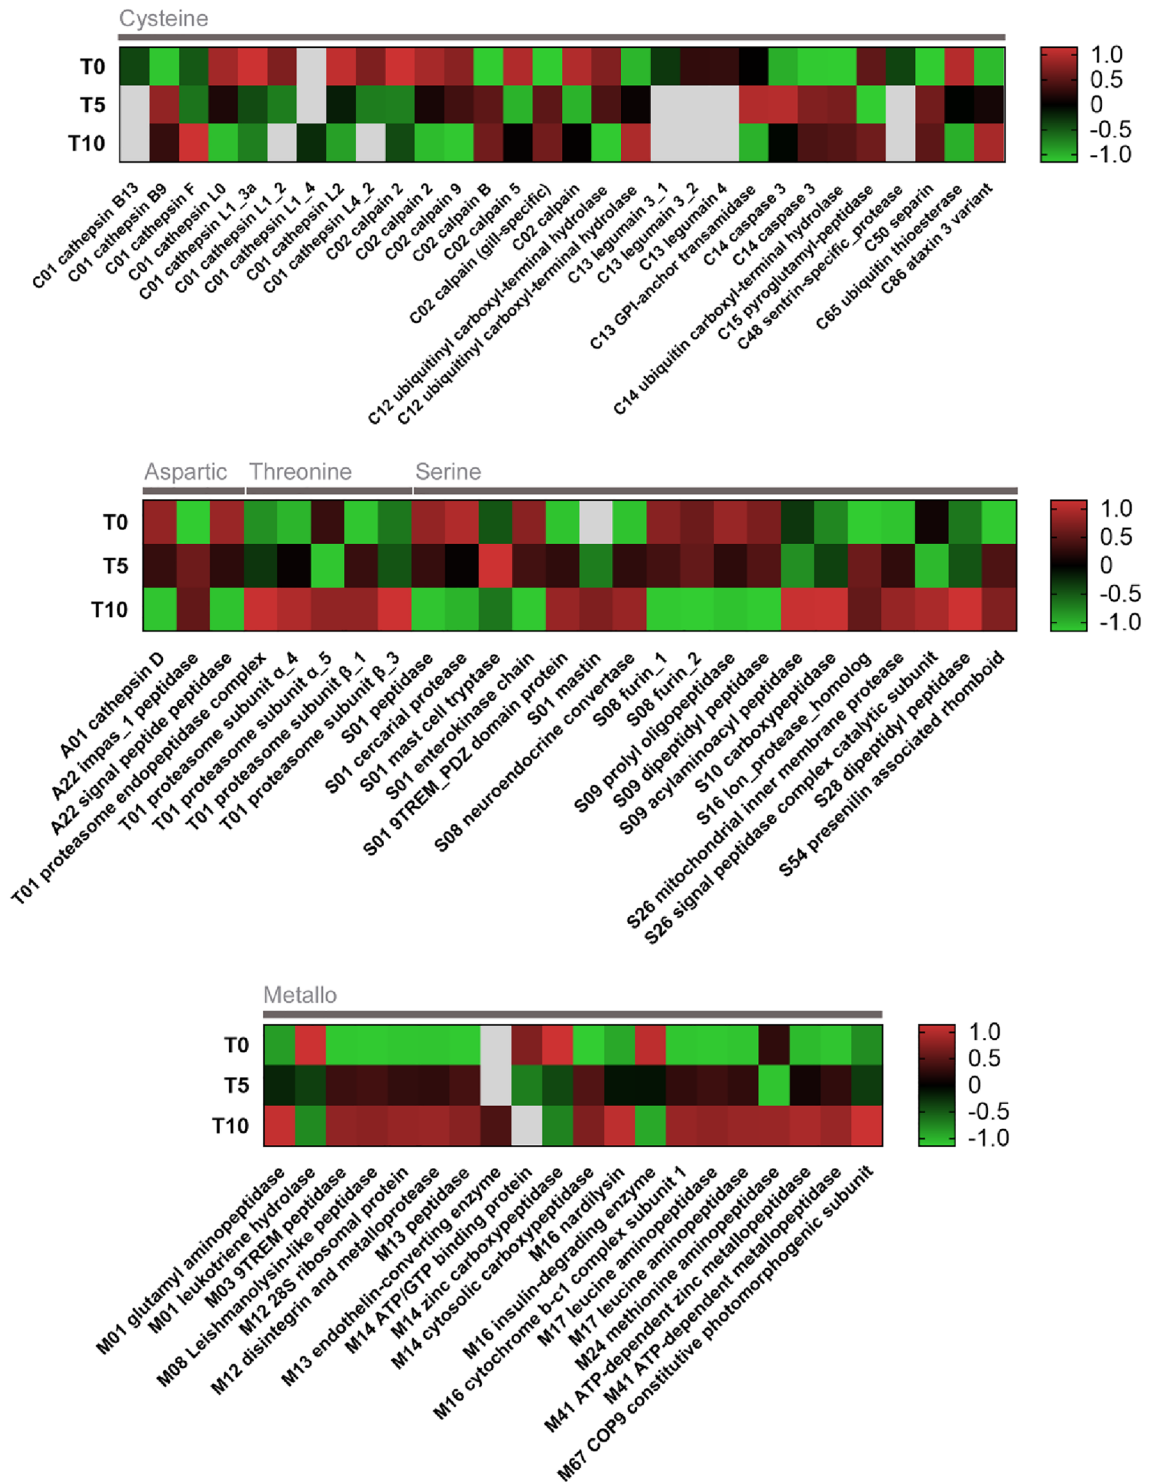 Cysteine
T0
T5
T10
1.0
0.5
0
-0.5
-1.0
C01 cathepsin B13
C01 cathepsin B9
C01 cathepsin F
C01 cathepsin L0
C01 cathepsin L1_3a
C01 cathepsin L1_2
C01 cathepsin L1_4
C01 cathepsin L2
C01 cathepsin L4_2
C02 calpain 2
C02 calpain 2
C02 calpain 9
C02 calpain B
C02 calpain 5
C02 calpain (gill-specific)
C02 calpain
C12 ubiquitinyl carboxyl-terminal hydrolase
C12 ubiquitinyl carboxyl-terminal hydrolase
C13 legumain 3_1
C13 legumain 3_2
C13 legumain 4
C13 GPI-anchor transamidase
C14 caspase 3
C14 caspase 3
C14 ubiquitin carboxyl-terminal hydrolase
C15 pyroglutamyl-peptidase
C48 sentrin-specific_protease
C50 separin
C65 ubiquitin thioesterase
C86 ataxin 3 variant
Aspartic
Threonine
Serine
T0
T5
T10
1.0
0.5
0
-0.5
-1.0
A01 cathepsin D
A22 impas_1 peptidase
A22 signal peptide peptidase
T01 proteasome endopeptidase complex
T01 proteasome subunit α_4
T01 proteasome subunit α_5
T01 proteasome subunit β_1
T01 proteasome subunit β_3
S01 peptidase
S01 cercarial protease
S01 mast cell tryptase
S01 enterokinase chain
S01 9TREM_PDZ domain protein
S01 mastin
S08 neuroendocrine convertase
S08 furin_1
S08 furin_2
S09 prolyl oligopeptidase
S09 dipeptidyl peptidase
S09 acylaminoacyl peptidase
S10 carboxypeptidase
S16 lon_protease_homolog
S26 mitochondrial inner membrane protease
S26 signal peptidase complex catalytic subunit
S28 dipeptidyl peptidase
S54 presenilin associated rhomboid
Metallo
T0
T5
T10
1.0
0.5
0
-0.5
-1.0
M01 glutamyl aminopeptidase
M01 leukotriene hydrolase
M03 9TREM peptidase
M08 Leishmanolysin-like peptidase
M12 28S ribosomal protein
M12 disintegrin and metalloprotease
M13 peptidase
M13 endothelin-converting enzyme
M14 ATP/GTP binding protein
M14 zinc carboxypeptidase
M14 cytosolic carboxypeptidase
M16 nardilysin
M16 insulin-degrading enzyme
M16 cytochrome b-c1 complex subunit 1
M17 leucine aminopeptidase
M17 leucine aminopeptidase
M24 methionine aminopeptidase
M41 ATP-dependent zinc metallopeptidase
M41 ATP-dependent metallopeptidase
M67 COP9 constitutive photomorphogenic subunit